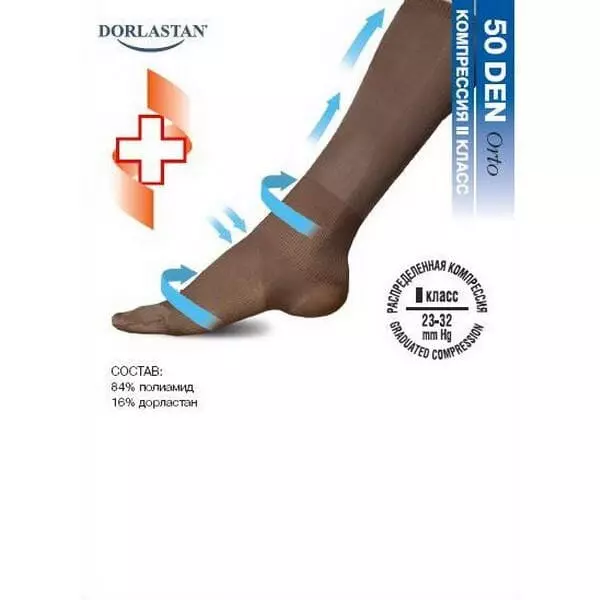 DORLASTAN®
50 DEN Orto
КОМПРЕССИЯ II КЛАСС
РАСПРЕДЕЛЕННАЯ КОМПРЕССИЯ
II класс
23-32
mm Hg
GRADUATED COMPRESSION
СОСТАВ:
84% полиамид
16% дорластан